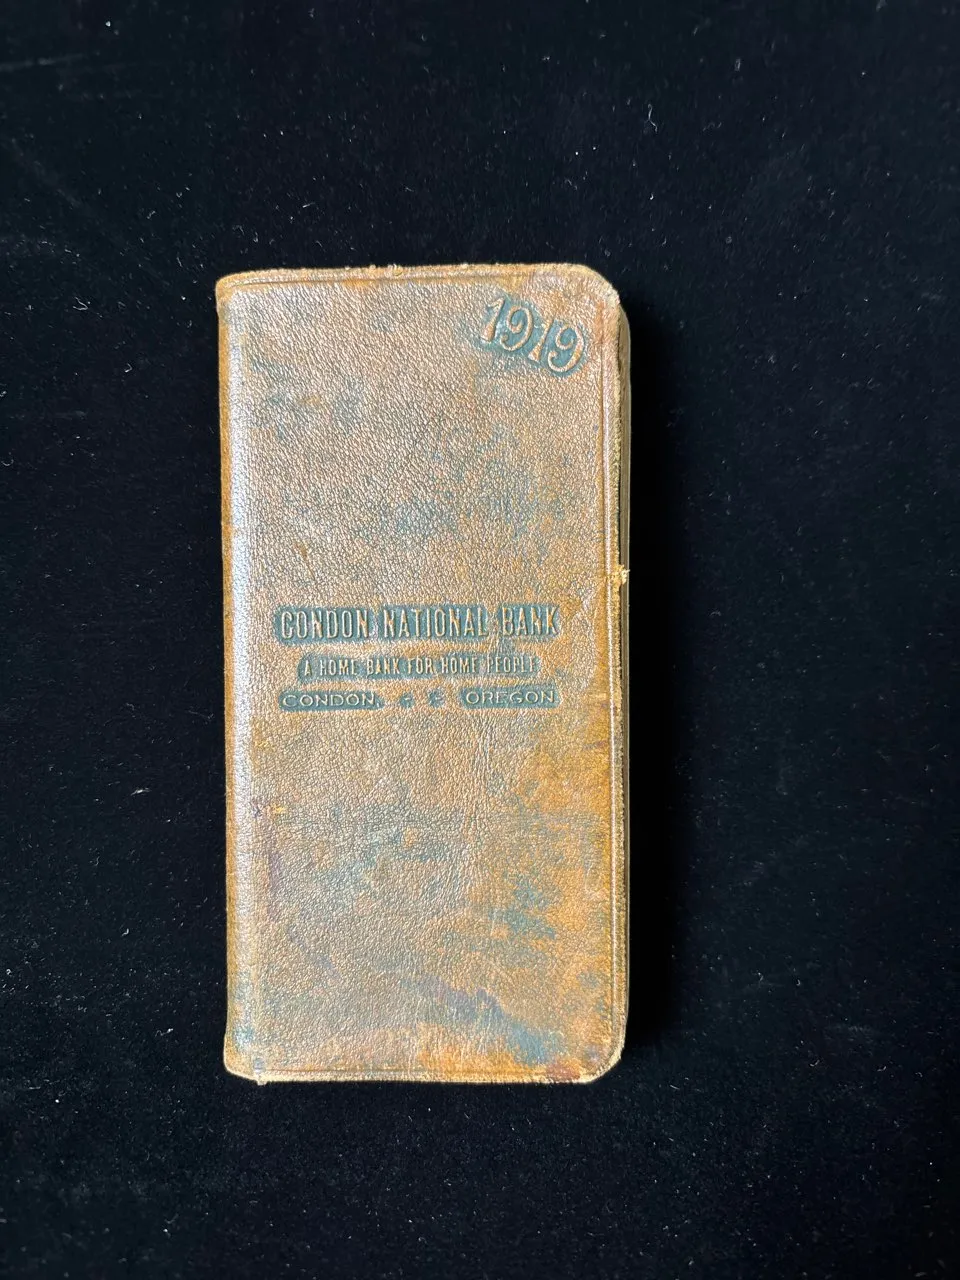 1919
CONDON NATIONAL BANK
A HOME BANK FOR HOME PEOPLE
CONDON, OREGON